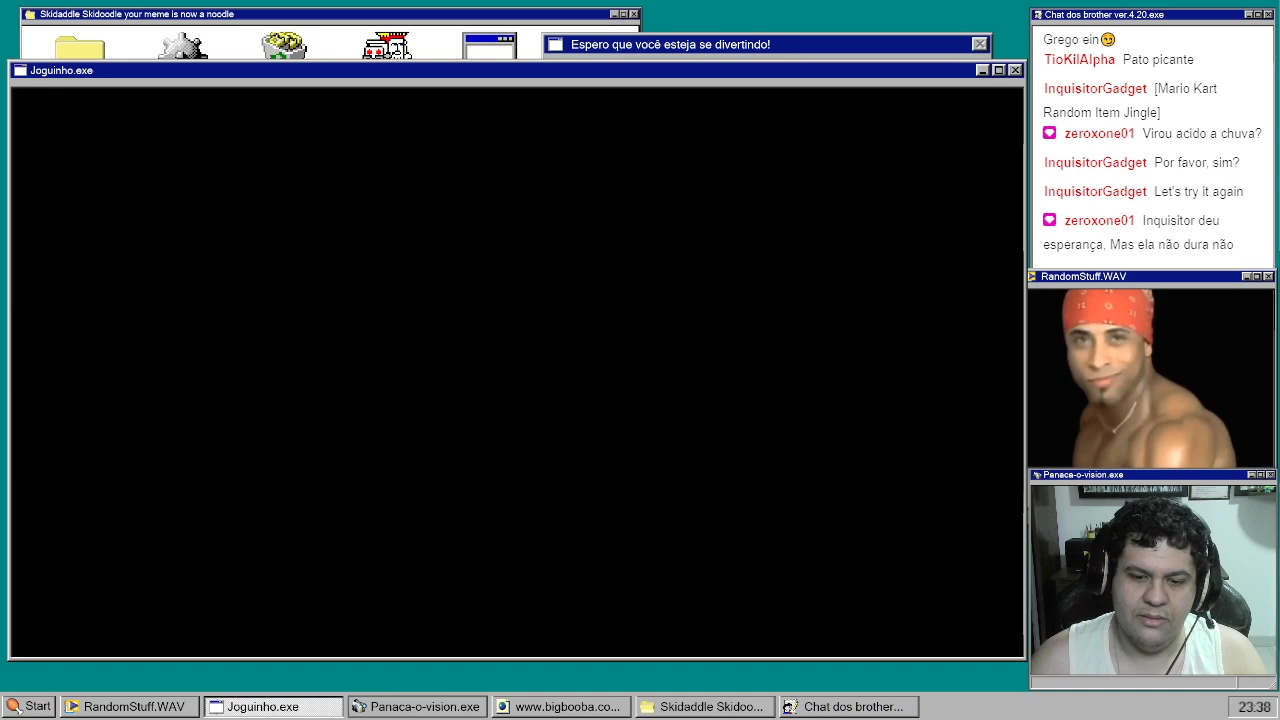 Skidaddle Skidoodle your meme is now a noodle
Espero que você esteja se divertindo!
Joguinho.exe
Chat dos brother ver.4.20.exe
Grego ein
TioKilAlpha Pato picante
InquisitorGadget [Mario Kart
Random Item Jingle]
zeroxone01 Virou acido a chuva?
InquisitorGadget Por favor, sim?
InquisitorGadget Let's try it again
zeroxone01 Inquisitor deu
esperança, Mas ela não dura não
RandomStuff.WAV
Panaca-o-vision.exe
Start
RandomStuff.WAV
Joguinho.exe
Panaca-o-vision.exe
www.bigbooba.co...
Skidaddle Skidoo...
Chat dos brother...
23:38